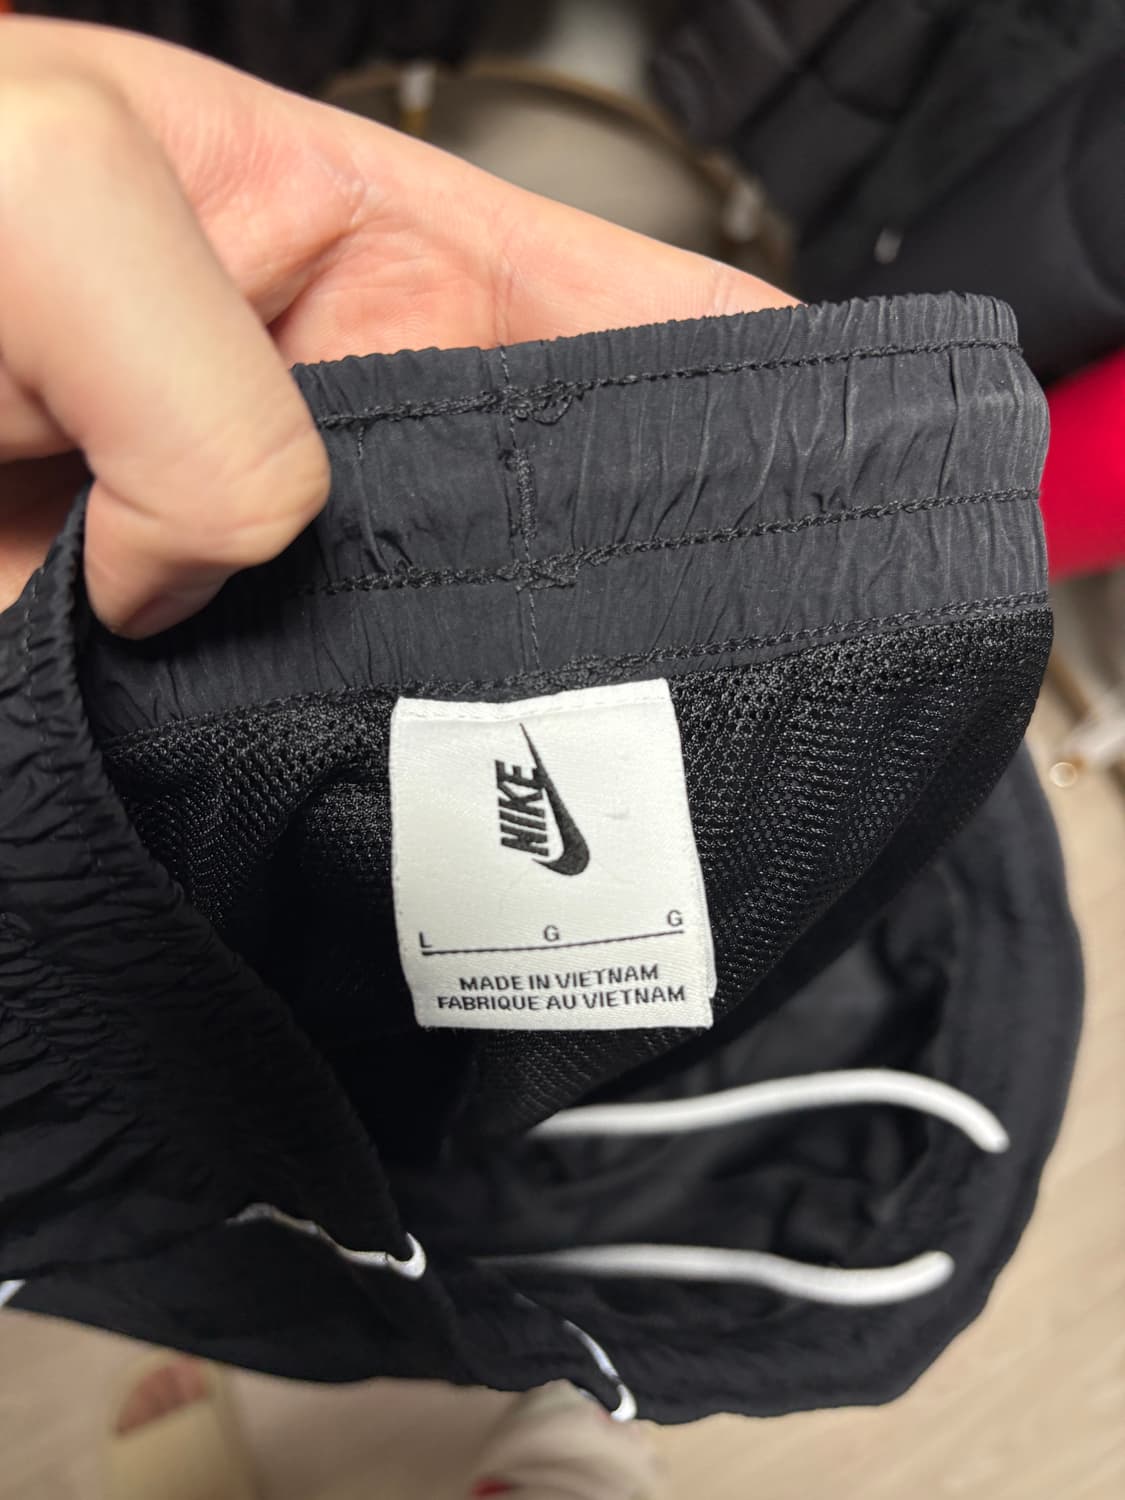 NIKE
L G G
MADE IN VIETNAM
FABRIQUE AU VIETNAM